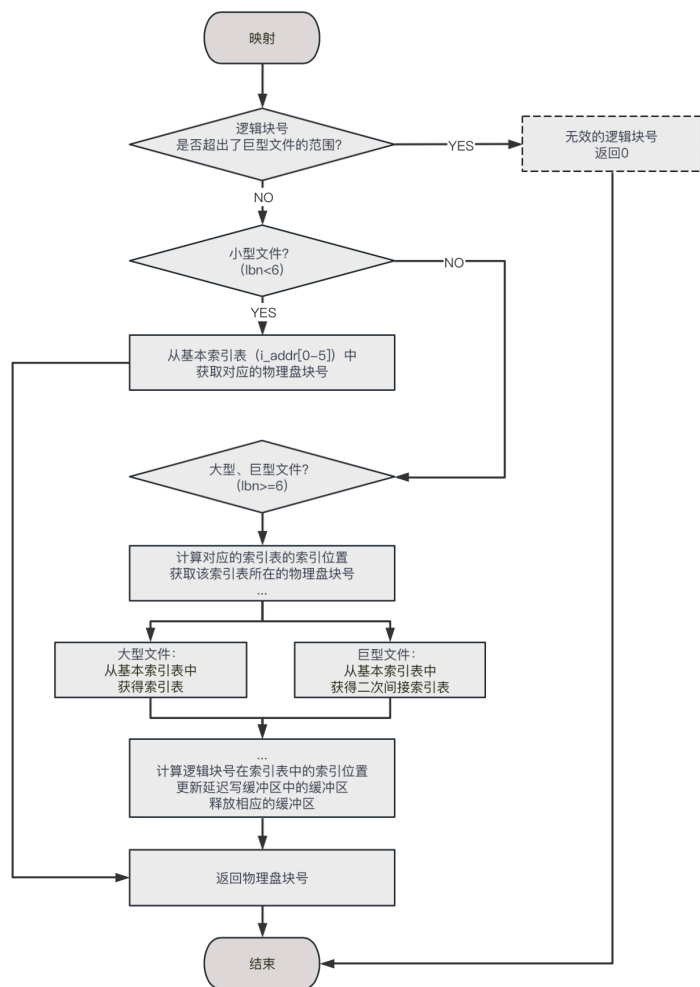 映射
逻辑块号
是否超出了巨型文件的范围?
YES
无效的逻辑块号
返回0
NO
小型文件?
（lbn<6)
NO
YES
从基本索引表（i_addr[0-5]）中
获取对应的物理盘块号
大型、巨型文件?
（lbn>=6)
计算对应的索引表的索引位置
获取该索引表所在的物理盘块号
...
大型文件：
从基本索引表中
获得索引表
巨型文件：
从基本索引表中
获得二次间接索引表
...
计算逻辑块号在索引表中的索引位置
更新延迟写缓冲区中的缓冲区
释放相应的缓冲区
返回物理盘块号
结束